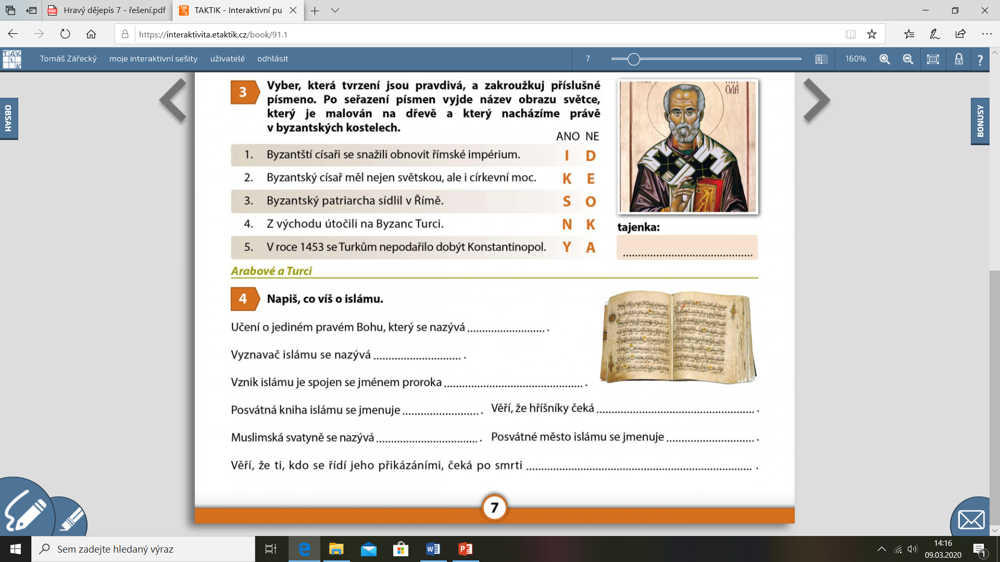 Hravý dějepis 7 - řešení.pdf
TAKTIK - Interaktivní pu
https://interaktivita.etaktik.cz/book/91.1
TAKTIK
Tomáš Zářecký moje interaktivní sešity uživatelé odhlásit 7 160% ?
OBSAH
BONUSY
3 Vyber, která tvrzení jsou pravdivá, a zakroužkuj příslušné
písmeno. Po seřazení písmen vyjde název obrazu světce,
který je malován na dřevě a který nacházíme právě
v byzantských kostelech.
ANO NE
1. Byzantští císaři se snažili obnovit římské impérium. I D
2. Byzantský císař měl nejen světskou, ale i církevní moc. K E
3. Byzantský patriarcha sídlil v Římě. S O
4. Z východu útočili na Byzanc Turci. N K
5. V roce 1453 se Turkům nepodařilo dobýt Konstantinopol. Y A
ОЛА
tajenka:
..........................................
Arabové a Turci
4 Napiš, co víš o islámu.
Učení o jediném pravém Bohu, který se nazývá .......................... .
Vyznavač islámu se nazývá ............................ .
Vznik islámu je spojen se jménem proroka ............................................. .
Posvátná kniha islámu se jmenuje ......................... . Věří, že hříšníky čeká .................................................... .
Muslimská svatyně se nazývá .................................. . Posvátné město islámu se jmenuje ............................. .
Věří, že ti, kdo se řídí jeho přikázáními, čeká po smrti .......................................................................... .
7
Sem zadejte hledaný výraz
14:16
09.03.2020
1